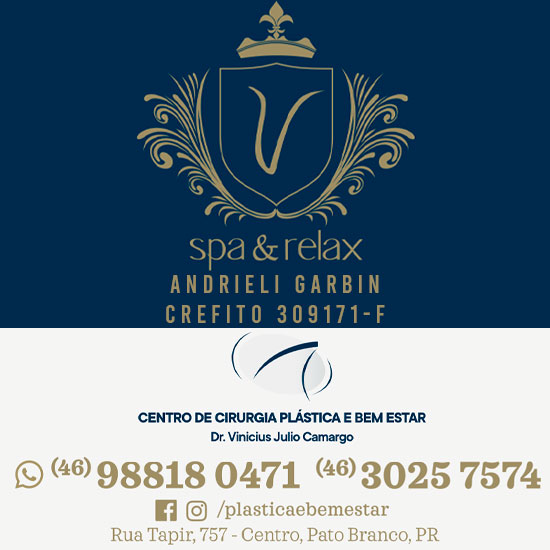 V
spa & relax
ANDRIELI GARBIN
CREFITO 309171-F
CENTRO DE CIRURGIA PLÁSTICA E BEM ESTAR
Dr. Vinicius Julio Camargo
(46) 98818 0471 (46) 3025 7574
/plasticaebemestar
Rua Tapir, 757 - Centro, Pato Branco, PR